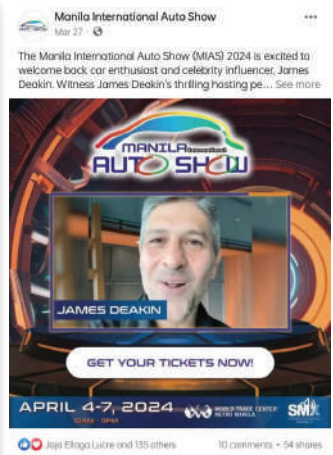 Manila International Auto Show
Mar 27
The Manila International Auto Show (MIAS) 2024 is excited to
welcome back car enthusiast and celebrity influencer, James
Deakin. Witness James Deakin's thrilling hosting pe... See more
MANILA International
AUTO SHOW
JAMES DEAKIN
GET YOUR TICKETS NOW!
APRIL 4-7, 2024
10AM - 9PM
WORLD TRADE CENTER
METRO MANILA
SMX
Jojo Ellaga Lucre and 135 others
10 comments • 54 shares